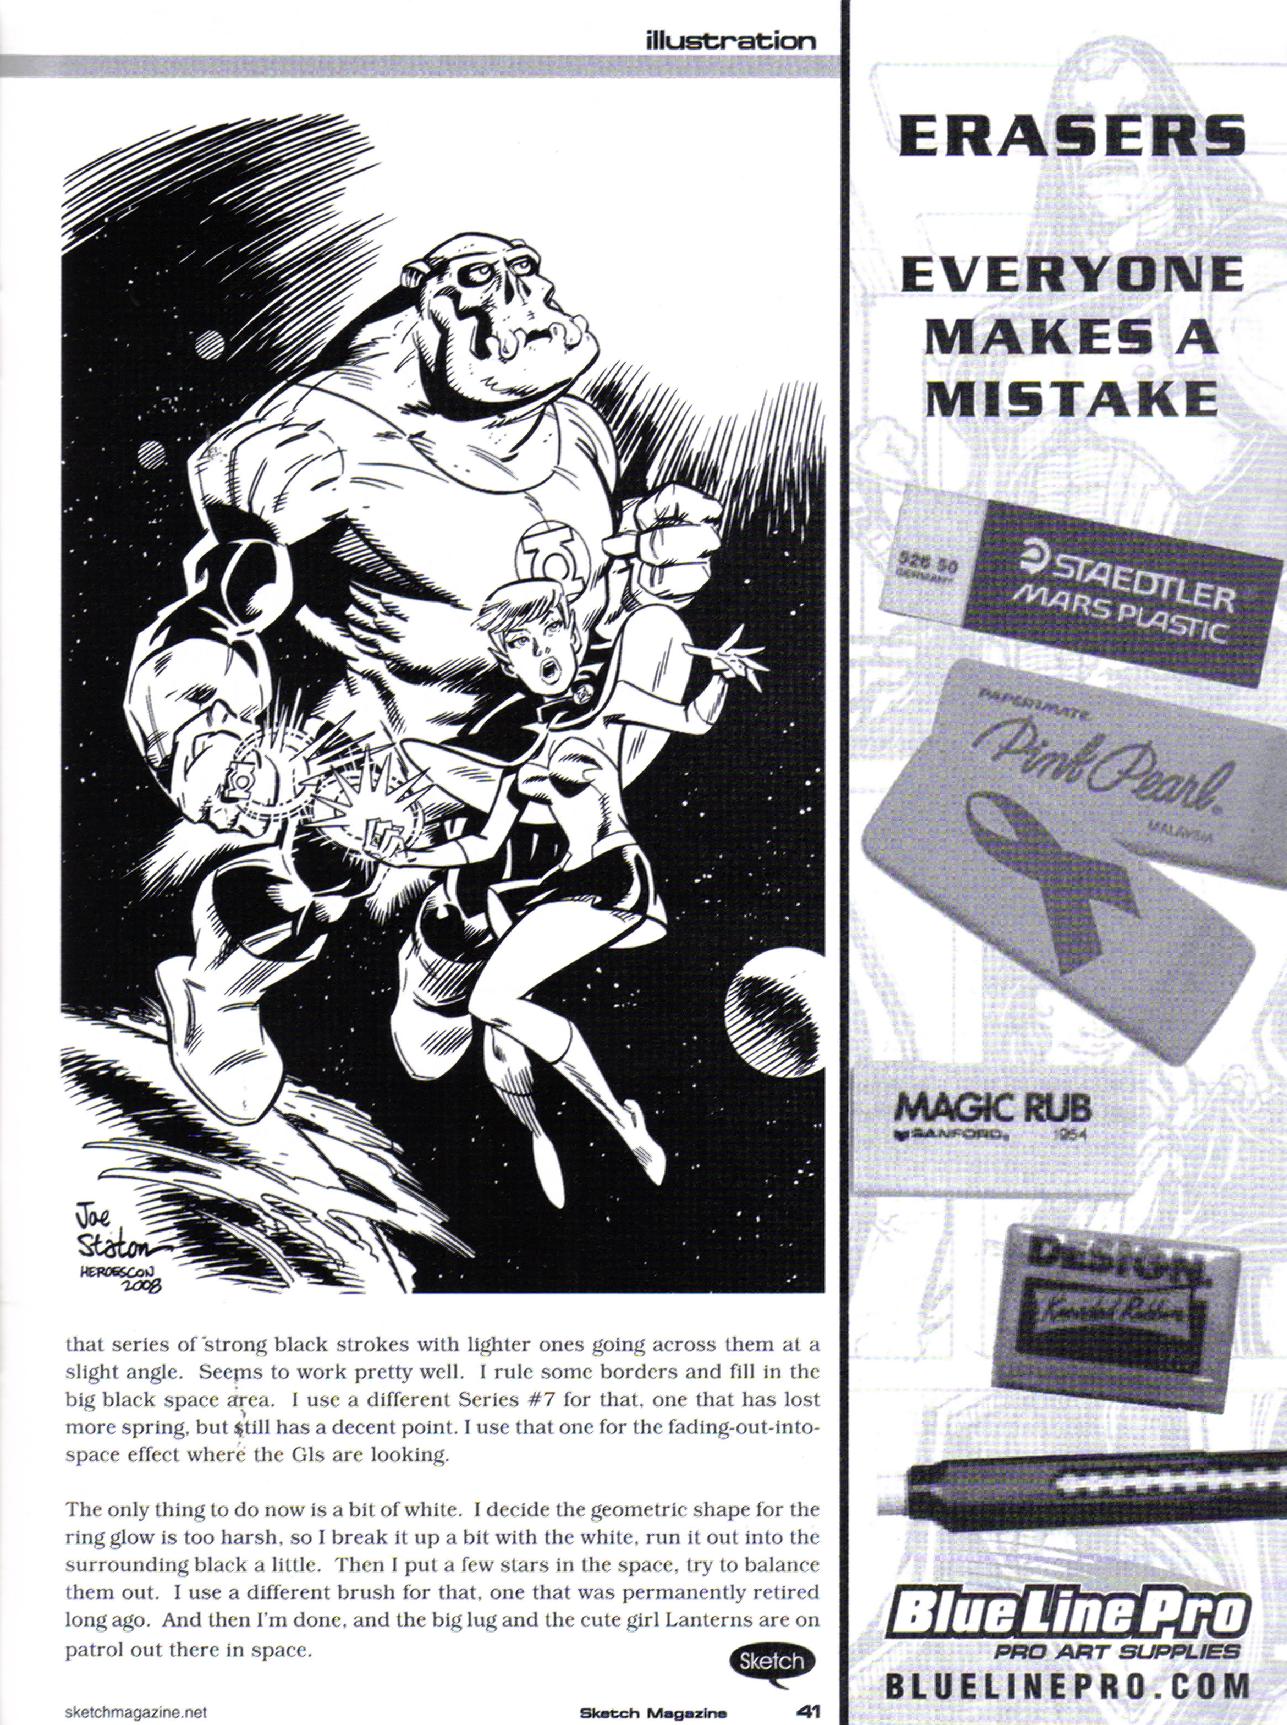 illustration
Joe
Staton
HEROESCON
2008
that series of strong black strokes with lighter ones going across them at a
slight angle. Seems to work pretty well. I rule some borders and fill in the
big black space area. I use a different Series #7 for that, one that has lost
more spring, but still has a decent point. I use that one for the fading-out-into-
space effect where the Gls are looking.
The only thing to do now is a bit of white. I decide the geometric shape for the
ring glow is too harsh, so I break it up a bit with the white, run it out into the
surrounding black a little. Then I put a few stars in the space, try to balance
them out. I use a different brush for that, one that was permanently retired
long ago. And then I'm done, and the big lug and the cute girl Lanterns are on
patrol out there in space.
Sketch
sketchmagazine.net
Sketch Magazine
41
ERASERS
EVERYONE
MAKES A
MISTAKE
526 50
GERMANY
STAEDTLER
MARS PLASTIC
PAPERMATE
Pink Pearl®
MALAYSIA
MAGIC RUB
SANFORD® 1954
DESIGN®
Kneaded Rubber
Blue Line Pro
PRO ART SUPPLIES
BLUELINEPRO.COM